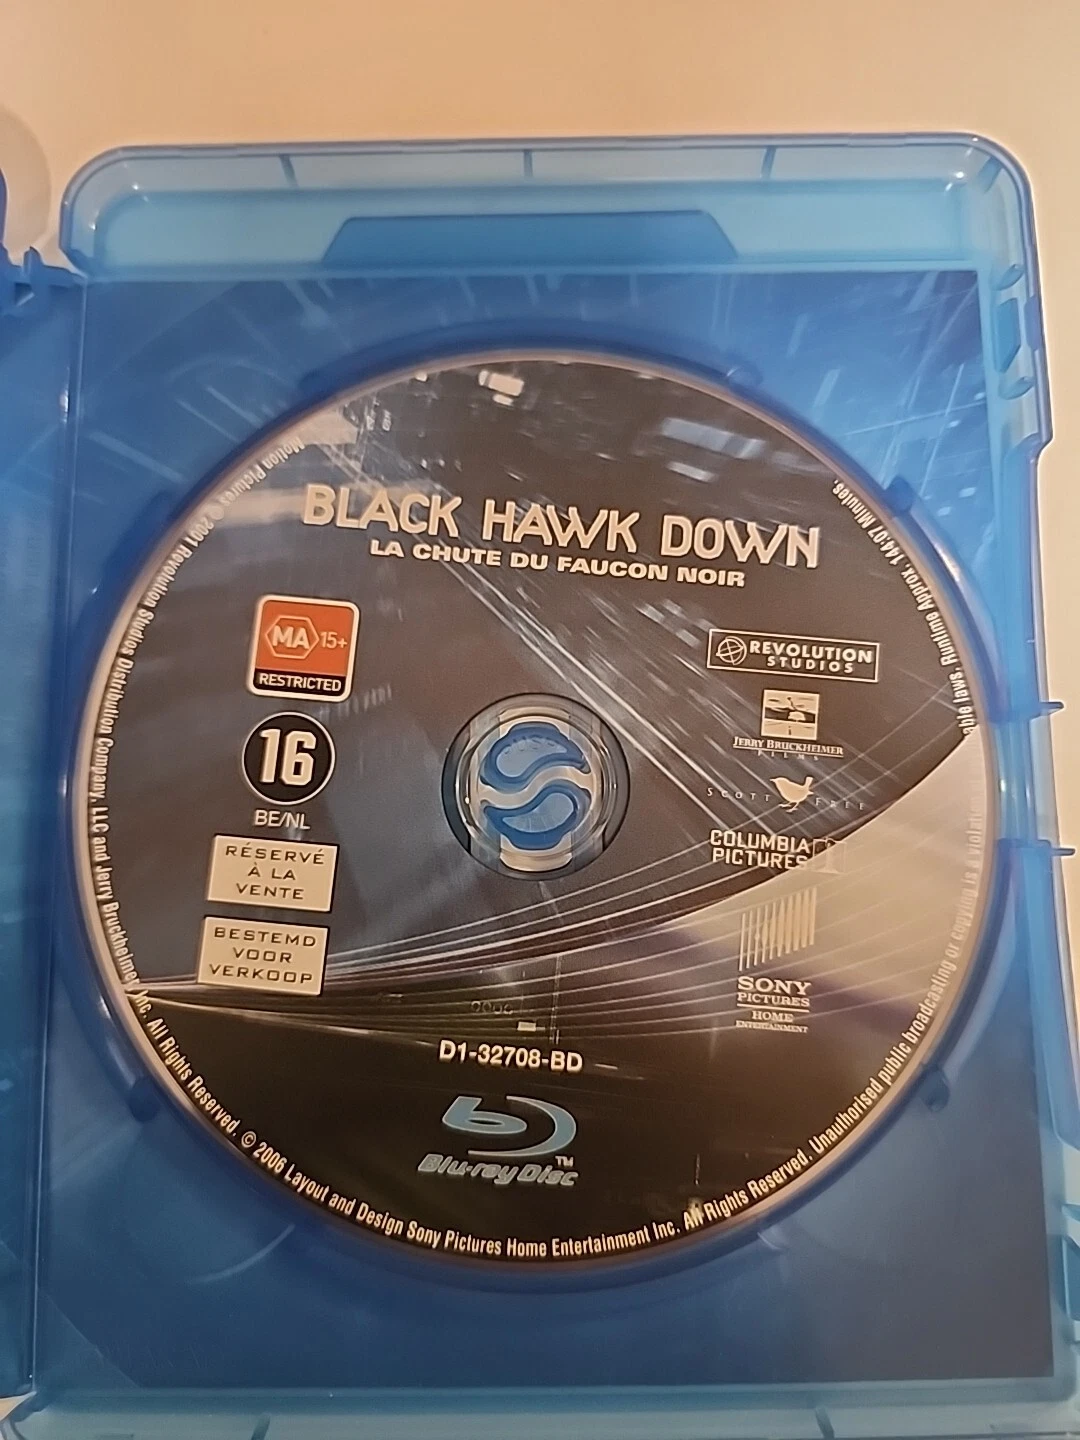 BLACK HAWK DOWN
LA CHUTE DU FAUCON NOIR
MA 15+
RESTRICTED
16
BE/NL
RÉSERVÉ
À LA
VENTE
BESTEMD
VOOR
VERKOOP
REVOLUTION
STUDIOS
JERRY BRUCKHEIMER
FILMS
SCOTT FREE
COLUMBIA
PICTURES
SONY
PICTURES
HOME
ENTERTAINMENT
D1-32708-BD
Blu-ray Disc
TM
Motion Pictures © 2001 Revolution Studios Distribution Company, LLC and Jerry Bruckheimer, Inc. All Rights Reserved. © 2006 Layout and Design Sony Pictures Home Entertainment Inc. All Rights Reserved. Unauthorised public broadcasting or copying is a violation able laws. Runtime Approx. 144:07 Minutes.